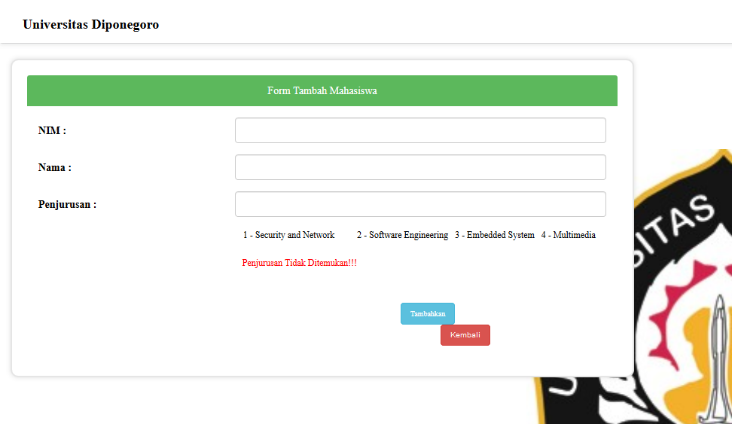 Universitas Diponegoro
Form Tambah Mahasiswa
NIM :
Nama :
Penjurusan :
1 - Security and Network 2 - Software Engineering 3 - Embedded System 4 - Multimedia
Penjurusan Tidak Ditemukan!!!
Tambahkan
Kembali
SITAS